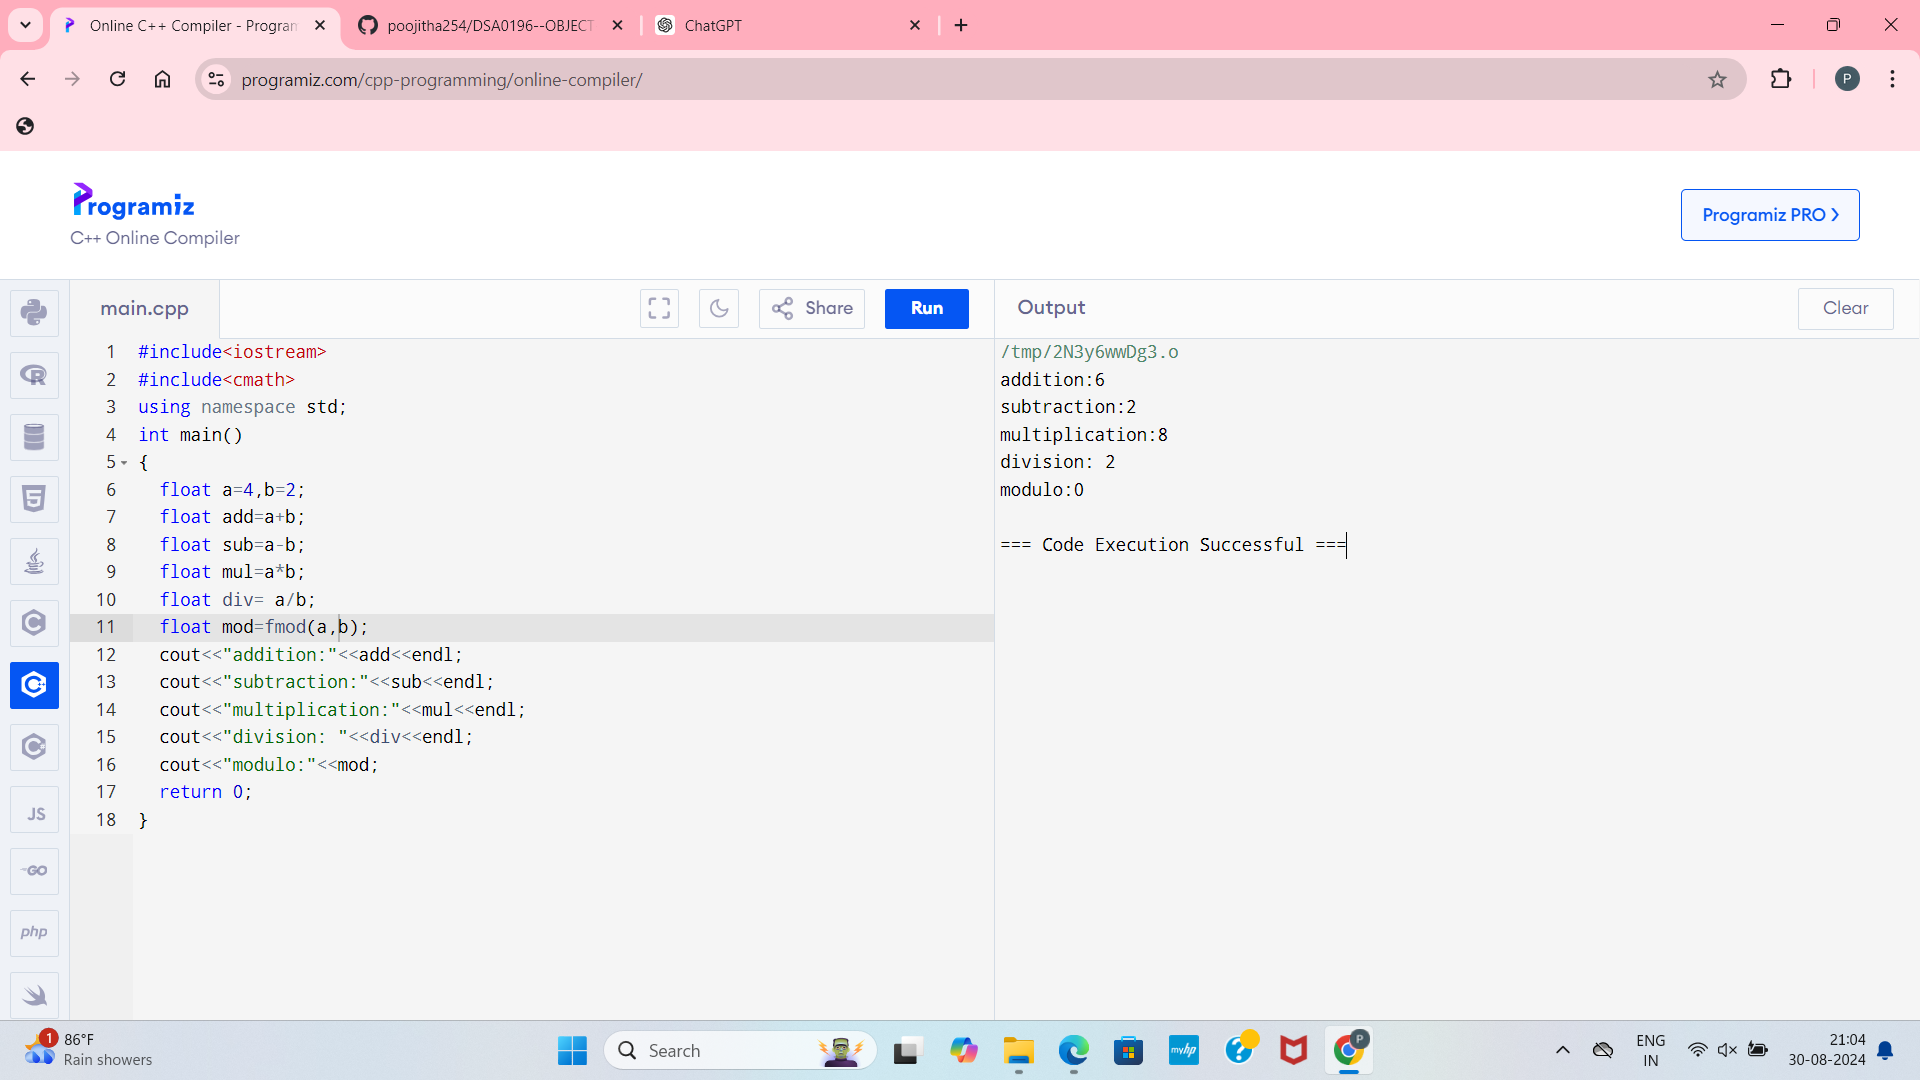 Online C++ Compiler - Program
poojitha254/DSA0196--OBJECT
ChatGPT
programiz.com/cpp-programming/online-compiler/
P
Programiz
C++ Online Compiler
Programiz PRO
main.cpp
Share
Run
Output
Clear
1 #include<iostream>
2 #include<cmath>
3 using namespace std;
4 int main()
5 {
6 float a=4,b=2;
7 float add=a+b;
8 float sub=a-b;
9 float mul=a*b;
10 float div= a/b;
11 float mod=fmod(a,b);
12 cout<<"addition:"<<add<<endl;
13 cout<<"subtraction:"<<sub<<endl;
14 cout<<"multiplication:"<<mul<<endl;
15 cout<<"division: "<<div<<endl;
16 cout<<"modulo:"<<mod;
17 return 0;
18 }
/tmp/2N3y6wwDg3.o
addition:6
subtraction:2
multiplication:8
division: 2
modulo:0
=== Code Execution Successful ===
JS
GO
php
1
86°F
Rain showers
Search
myhp
P
ENG
IN
21:04
30-08-2024